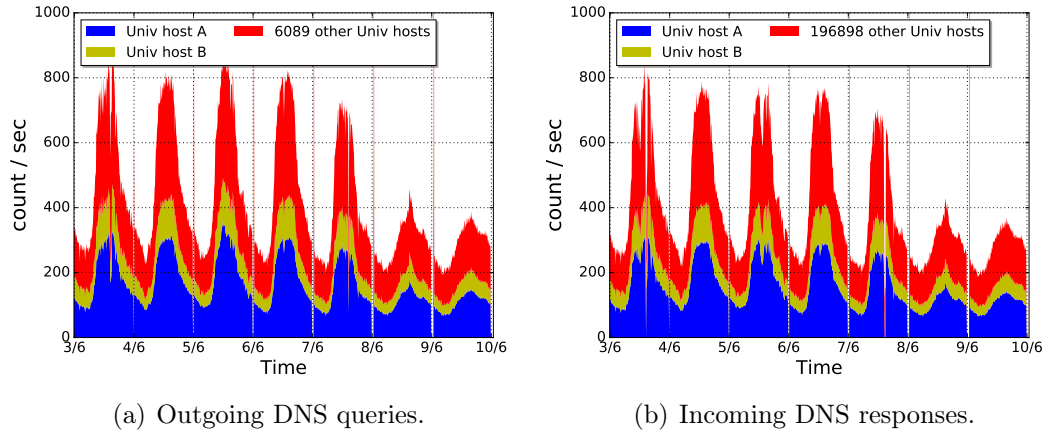 1000
800
600
400
200
0
count / sec
Univ host A
Univ host B
6089 other Univ hosts
3/6 4/6 5/6 6/6 7/6 8/6 9/6 10/6
Time
(a) Outgoing DNS queries.
1000
800
600
400
200
0
count / sec
Univ host A
Univ host B
196898 other Univ hosts
3/6 4/6 5/6 6/6 7/6 8/6 9/6 10/6
Time
(b) Incoming DNS responses.